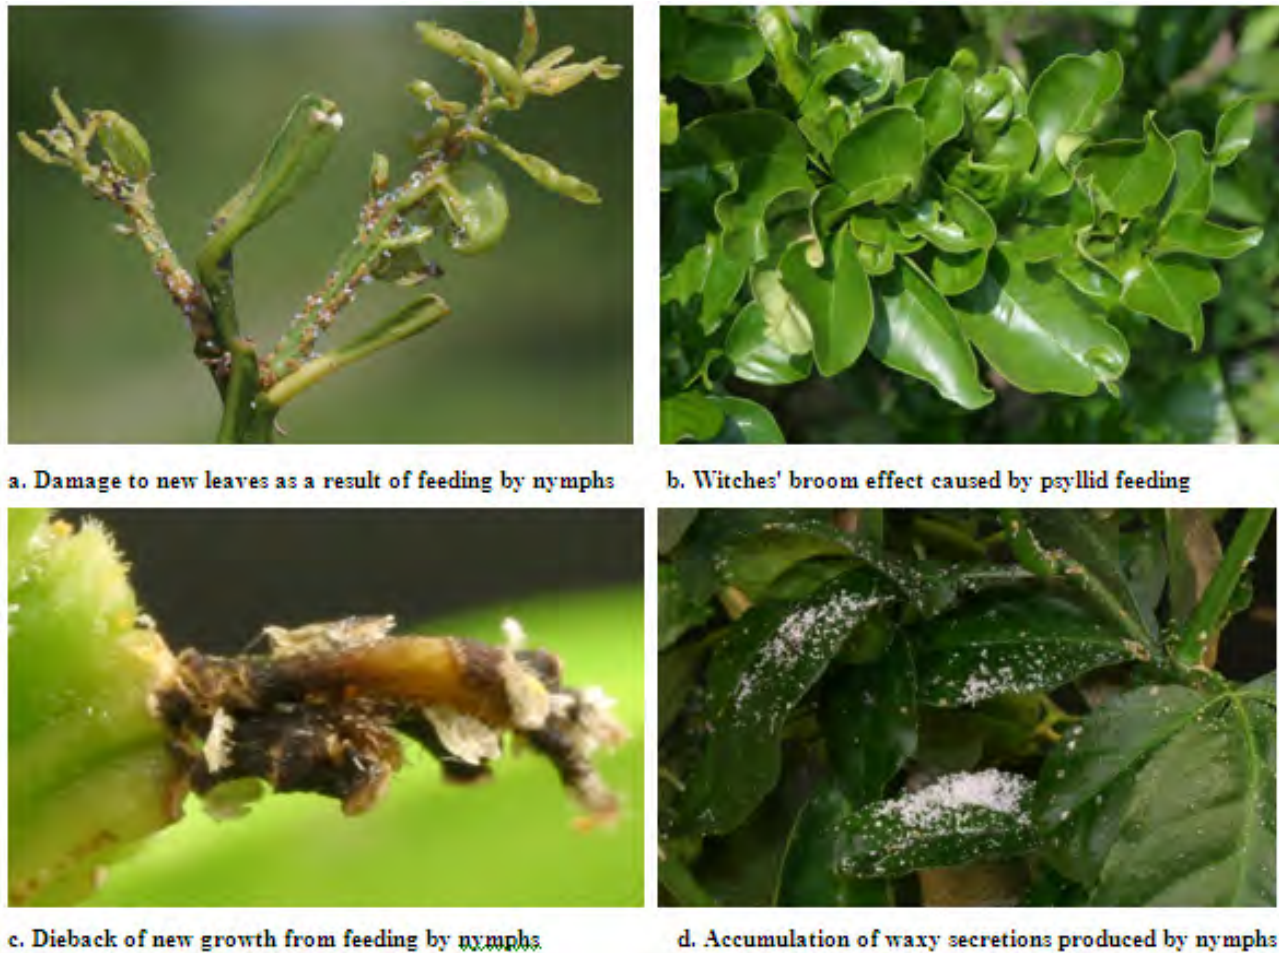 a. Damage to new leaves as a result of feeding by nymphs
b. Witches' broom effect caused by psyllid feeding
c. Dieback of new growth from feeding by nymphs
d. Accumulation of waxy secretions produced by nymphs